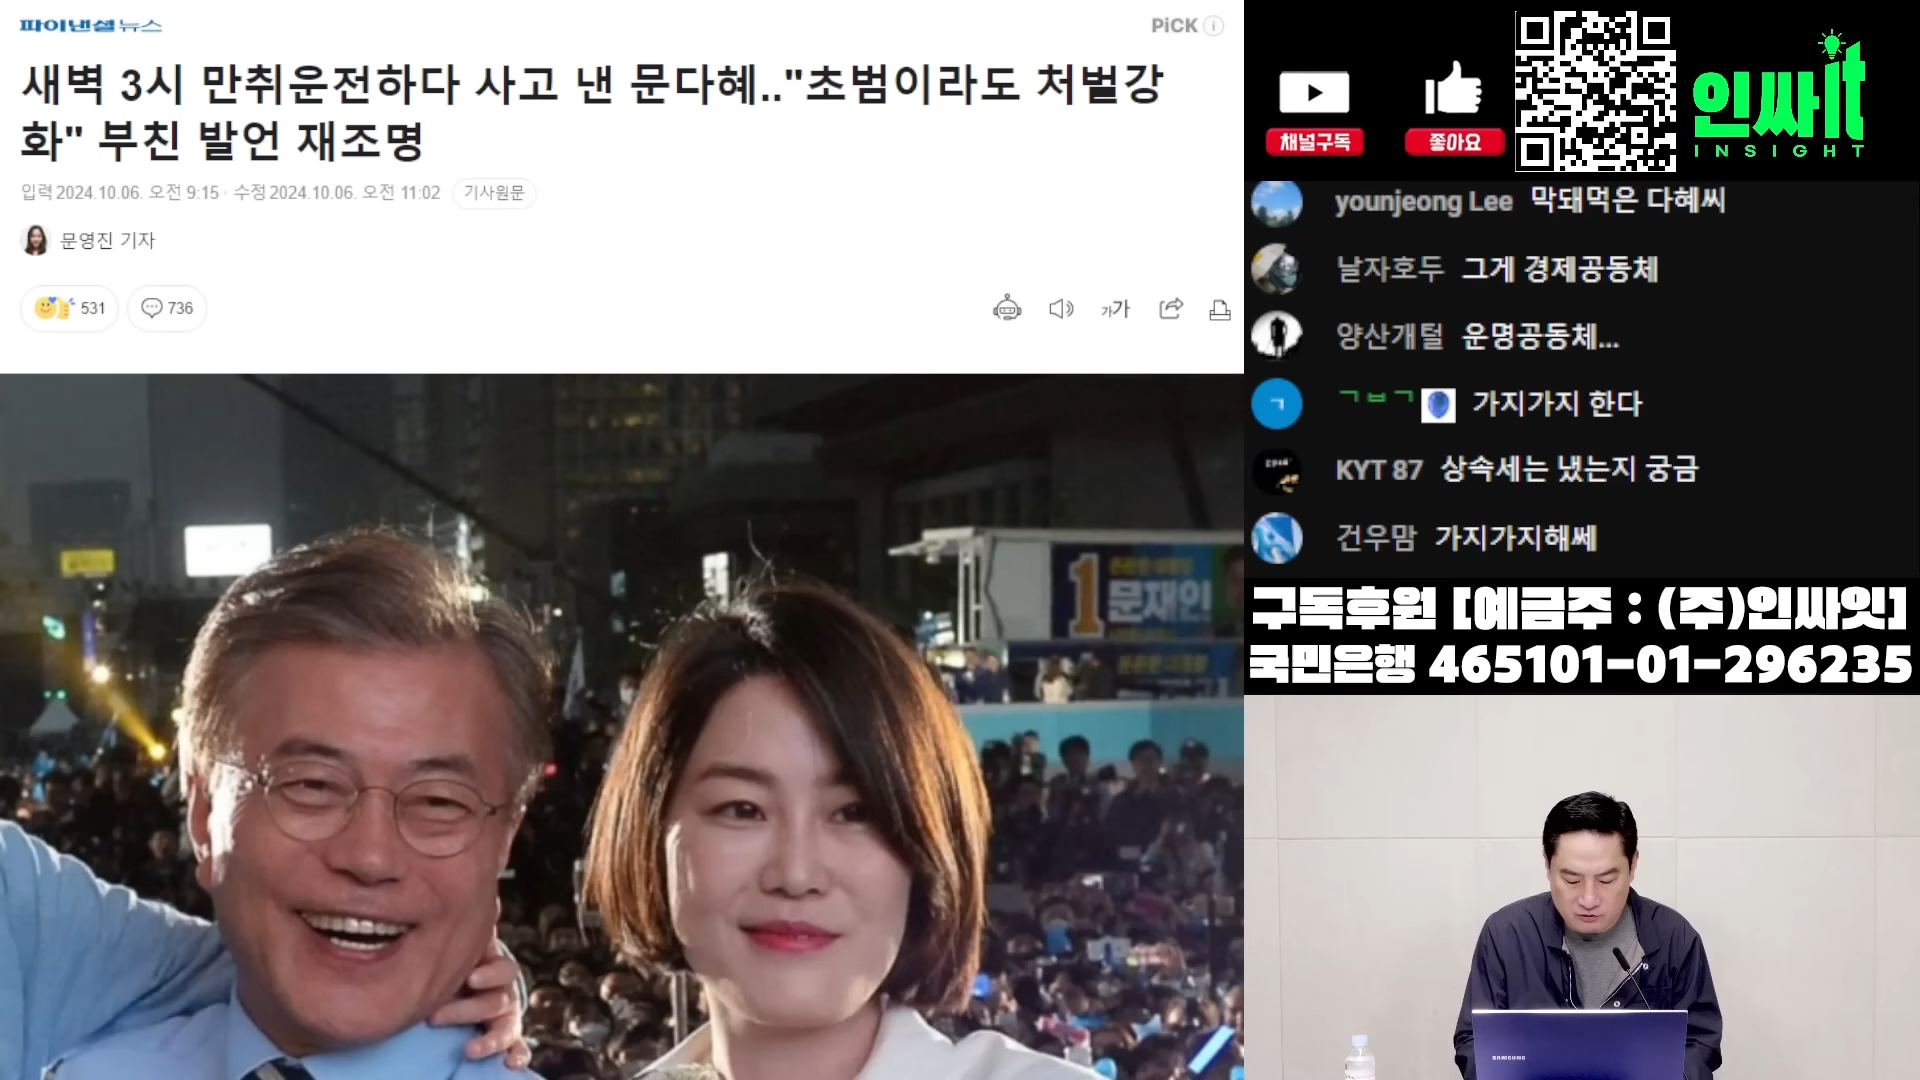 파이낸셜뉴스
PiCK
새벽 3시 만취운전하다 사고 낸 문다혜.."초범이라도 처벌강
화" 부친 발언 재조명
입력 2024.10.06. 오전 9:15 · 수정 2024.10.06. 오전 11:02 기사원문
문영진 기자
531 736
가가
1
문재인
채널구독
좋아요
인싸it
INSIGHT
younjeong Lee 막돼먹은 다혜씨
날자호두 그게 경제공동체
양산개털 운명공동체...
ㄱ ㄱㅂㄱ 가지가지 한다
KYT 87 상속세는 냈는지 궁금
건우맘 가지가지해쎄
구독후원 [예금주 : (주)인싸잇]
국민은행 465101-01-296235
SAMSUNG